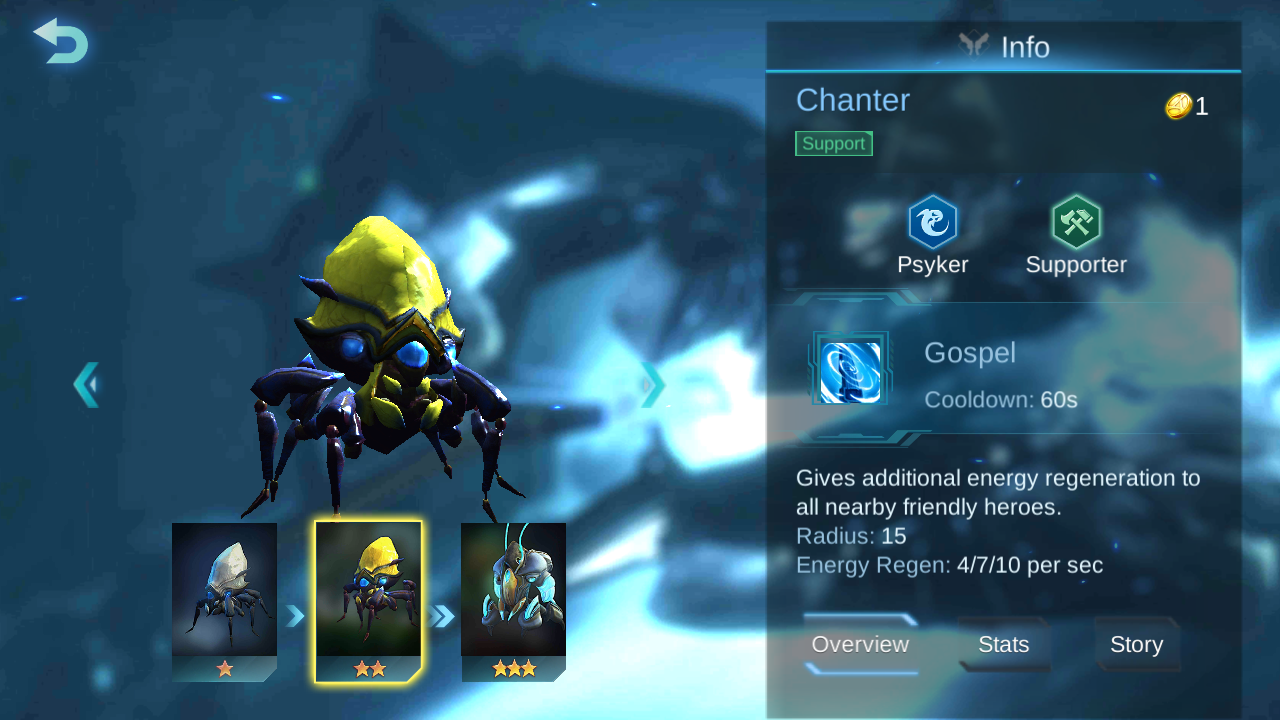 Info
Chanter
1
Support
Psyker
Supporter
Gospel
Cooldown: 60s
Gives additional energy regeneration to
all nearby friendly heroes.
Radius: 15
Energy Regen: 4/7/10 per sec
Overview
Stats
Story